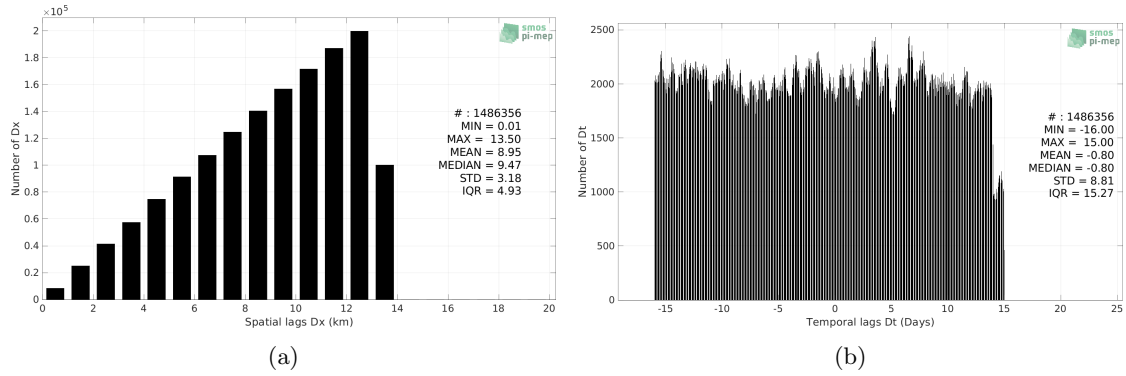 ×10⁵
2
1.8
1.6
1.4
1.2
1
0.8
0.6
0.4
0.2
0
Number of Dx
0 2 4 6 8 10 12 14 16 18 20
Spatial lags Dx (km)
smos
pi-mep
# : 1486356
MIN = 0.01
MAX = 13.50
MEAN = 8.95
MEDIAN = 9.47
STD = 3.18
IQR = 4.93
(a)
2500
2000
1500
1000
500
0
Number of Dt
-15 -10 -5 0 5 10 15 20 25
Temporal lags Dt (Days)
smos
pi-mep
# : 1486356
MIN = -16.00
MAX = 15.00
MEAN = -0.80
MEDIAN = -0.80
STD = 8.81
IQR = 15.27
(b)